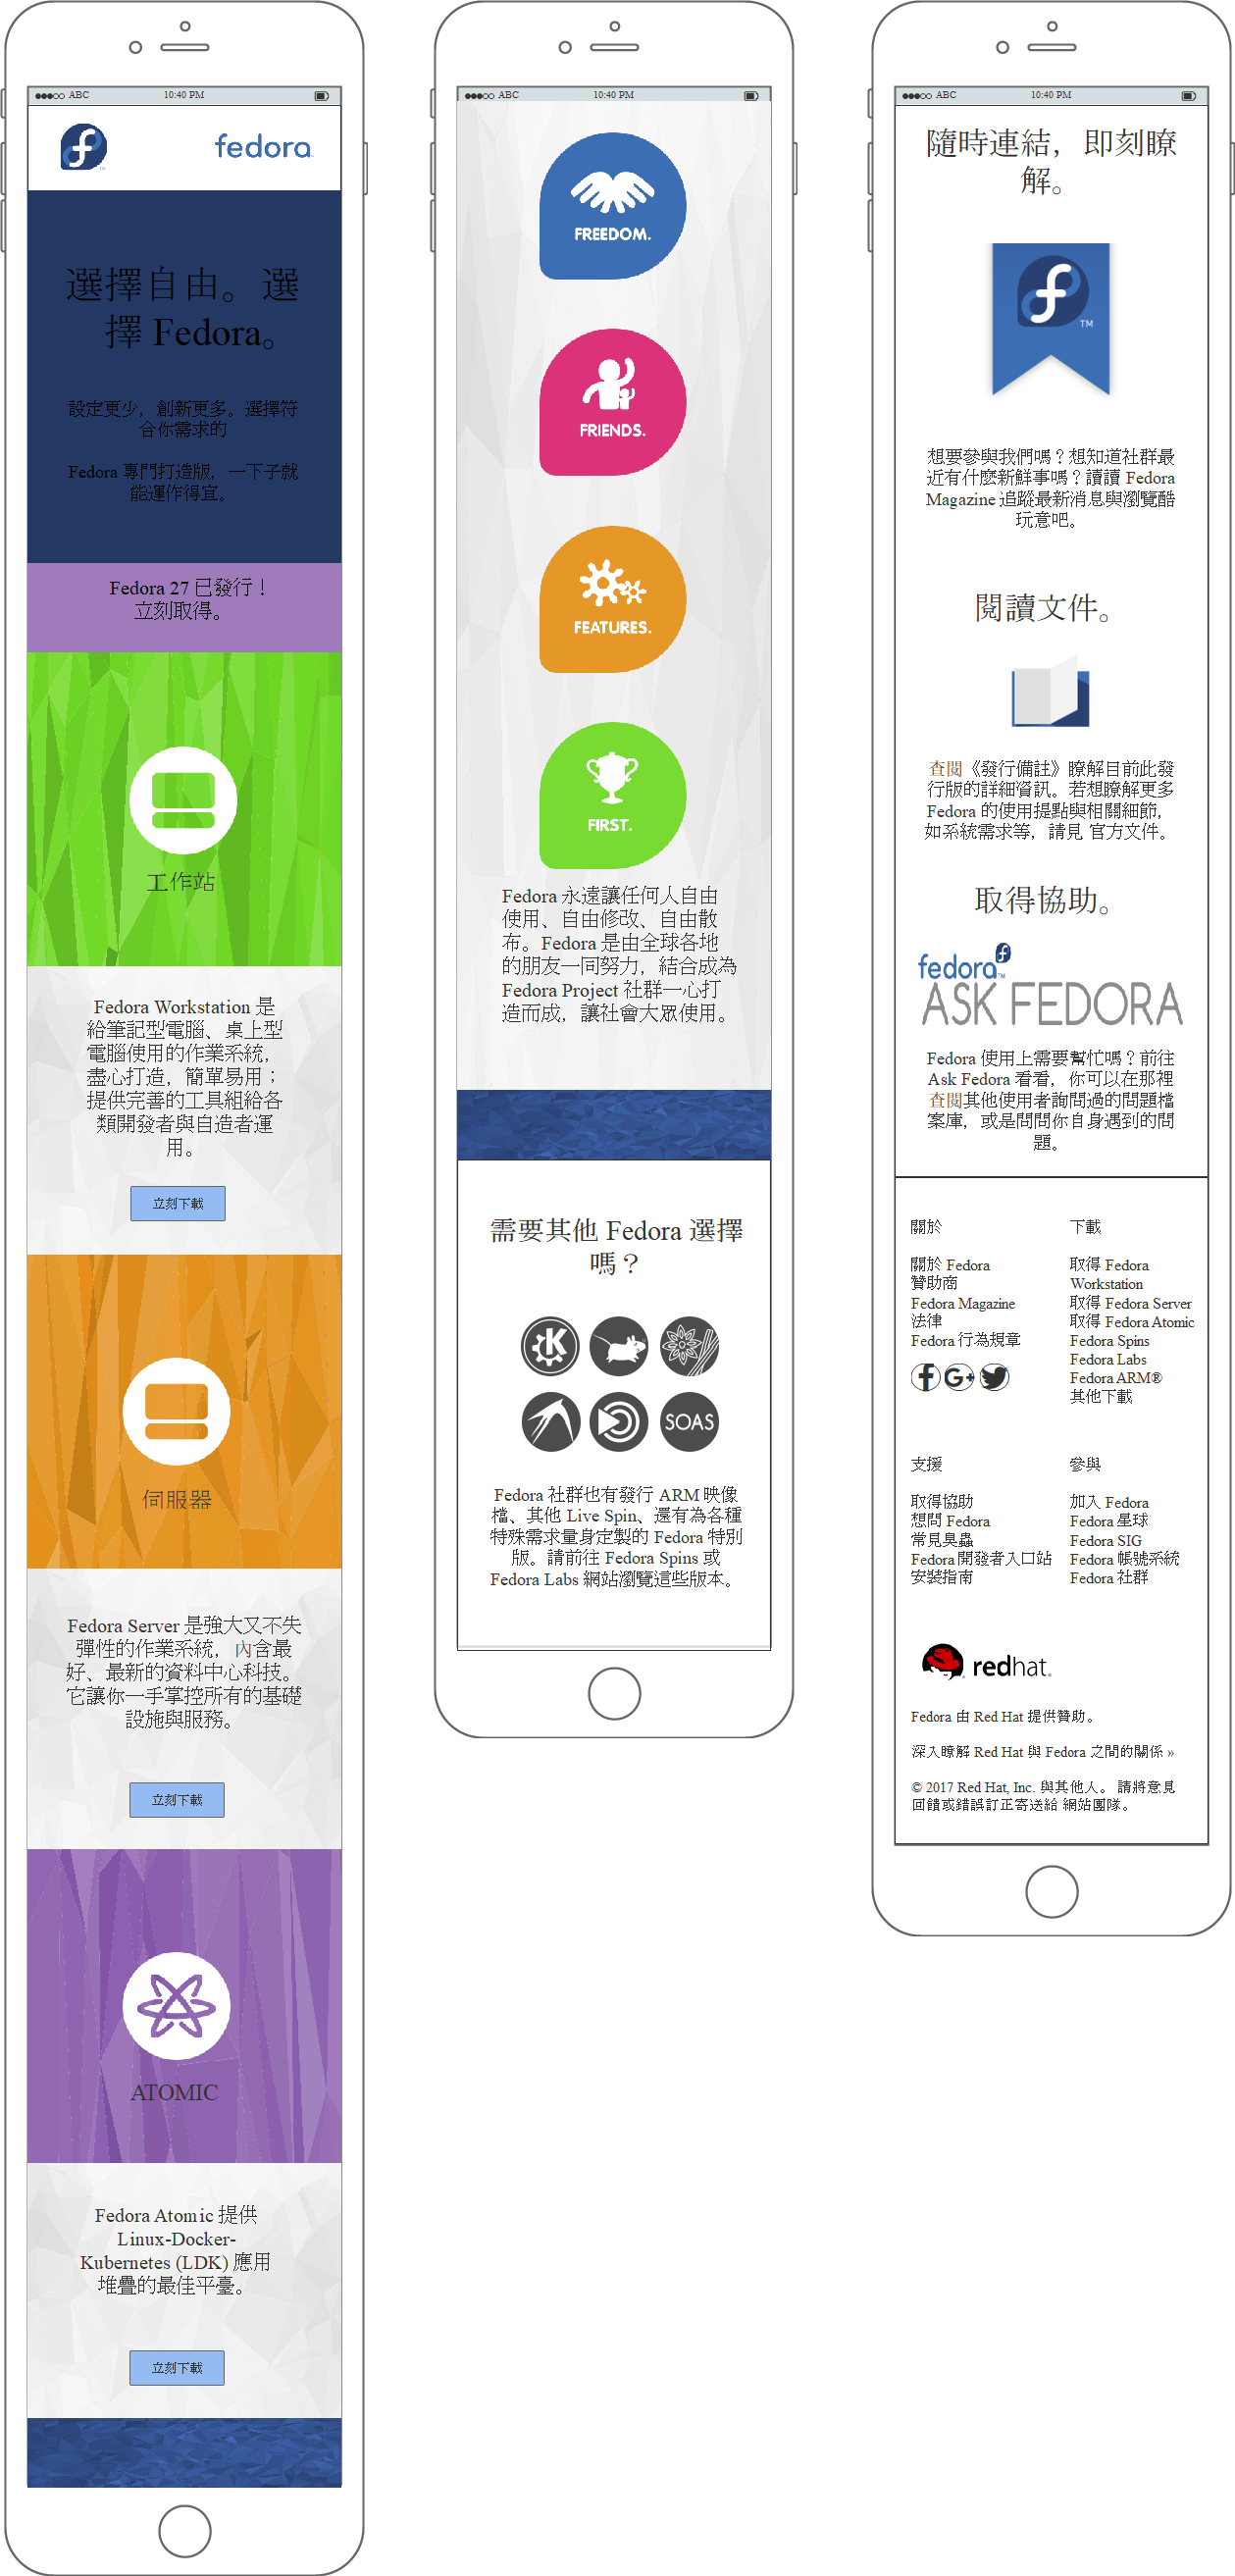 ABC 10:40 PM
fedora
選擇自由。選
擇 Fedora。
設定更少，創新更多。選擇符
合你需求的
Fedora 專門打造版，一下子就
能運作得宜。
Fedora 27 已發行！
立刻取得。
工作站
Fedora Workstation 是
給筆記型電腦、桌上型
電腦使用的作業系統，
盡心打造，簡單易用；
提供完善的工具組給各
類開發者與自造者運
用。
立刻下載
伺服器
Fedora Server 是強大又不失
彈性的作業系統，內含最
好、最新的資料中心科技。
它讓你一手掌控所有的基礎
設施與服務。
立刻下載
ATOMIC
Fedora Atomic 提供
Linux-Docker-
Kubernetes (LDK) 應用
堆疊的最佳平臺。
立刻下載
ABC 10:40 PM
FREEDOM.
FRIENDS.
FEATURES.
FIRST.
Fedora 永遠讓任何人自由
使用、自由修改、自由散
布。Fedora 是由全球各地
的朋友一同努力，結合成為
Fedora Project 社群一心打
造而成，讓社會大眾使用。
需要其他 Fedora 選擇
嗎？
SOAS
Fedora 社群也有發行 ARM 映像
檔、其他 Live Spin、還有為各種
特殊需求量身定製的 Fedora 特別
版。請前往 Fedora Spins 或
Fedora Labs 網站瀏覽這些版本。
ABC 10:40 PM
隨時連結，即刻瞭
解。
TM
想要參與我們嗎？想知道社群最
近有什麼新鮮事嗎？讀讀 Fedora
Magazine 追蹤最新消息與瀏覽酷
玩意吧。
閱讀文件。
查閱《發行備註》瞭解目前此發
行版的詳細資訊。若想瞭解更多
Fedora 的使用提點與相關細節，
如系統需求等，請見 官方文件。
取得協助。
fedora
ASK FEDORA
Fedora 使用上需要幫忙嗎？前往
Ask Fedora 看看，你可以在那裡
查閱其他使用者詢問過的問題檔
案庫，或是問問你自身遇到的問
題。
關於
關於 Fedora
贊助商
Fedora Magazine
法律
Fedora 行為規章
下載
取得 Fedora
Workstation
取得 Fedora Server
取得 Fedora Atomic
Fedora Spins
Fedora Labs
Fedora ARM®
其他下載
支援
取得協助
想問 Fedora
常見臭蟲
Fedora 開發者入口站
安裝指南
參與
加入 Fedora
Fedora 星球
Fedora SIG
Fedora 帳號系統
Fedora 社群
redhat.
Fedora 由 Red Hat 提供贊助。
深入瞭解 Red Hat 與 Fedora 之間的關係 »
© 2017 Red Hat, Inc. 與其他人。 請將意見
回饋或錯誤訂正寄送給 網站團隊。